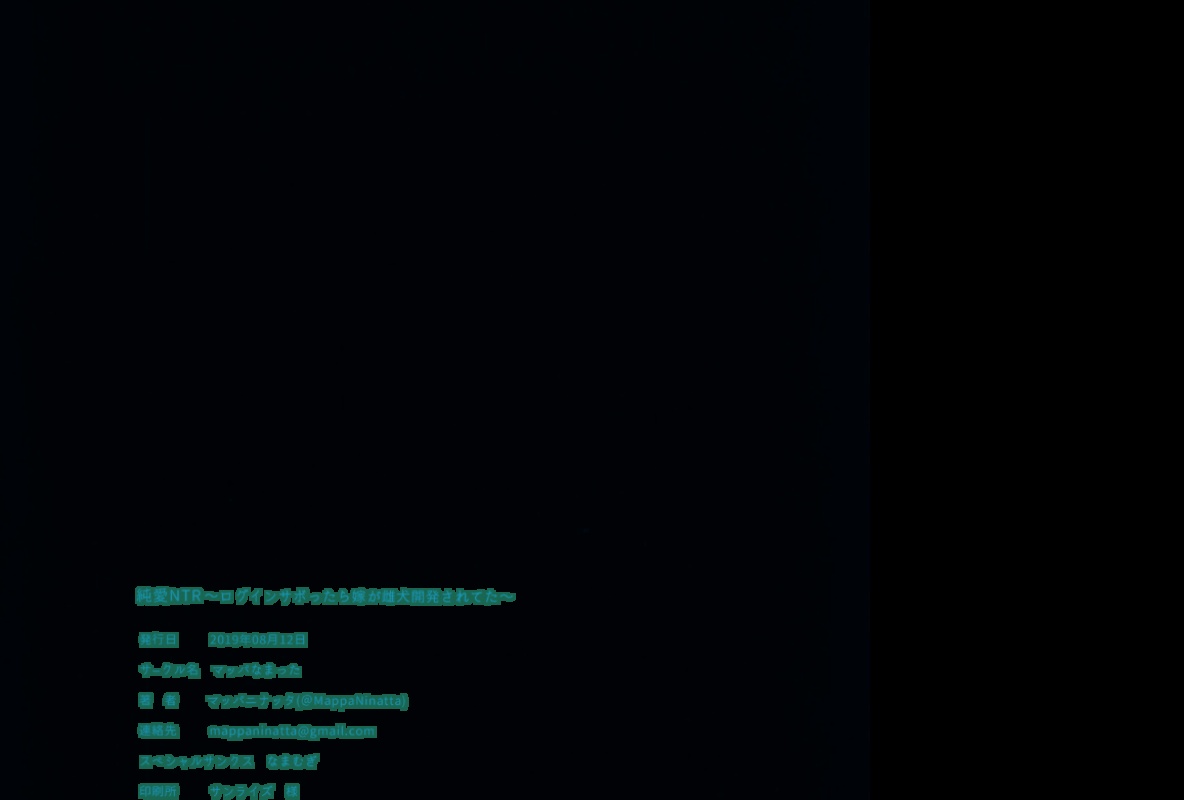 純愛NTR～ログインサボったら嫁が雄犬開発されてた～
発行日 2019年08月12日
サークル名 マッパなまった
著 者 マッパニナッタ(@MappaNinatta)
連絡先 mappaninatta@gmail.com
スペシャルサンクス なまむぎ
印刷所 サンライズ 様